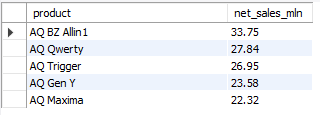 product net_sales_mln
AQ BZ Allin1 33.75
AQ Qwerty 27.84
AQ Trigger 26.95
AQ Gen Y 23.58
AQ Maxima 22.32